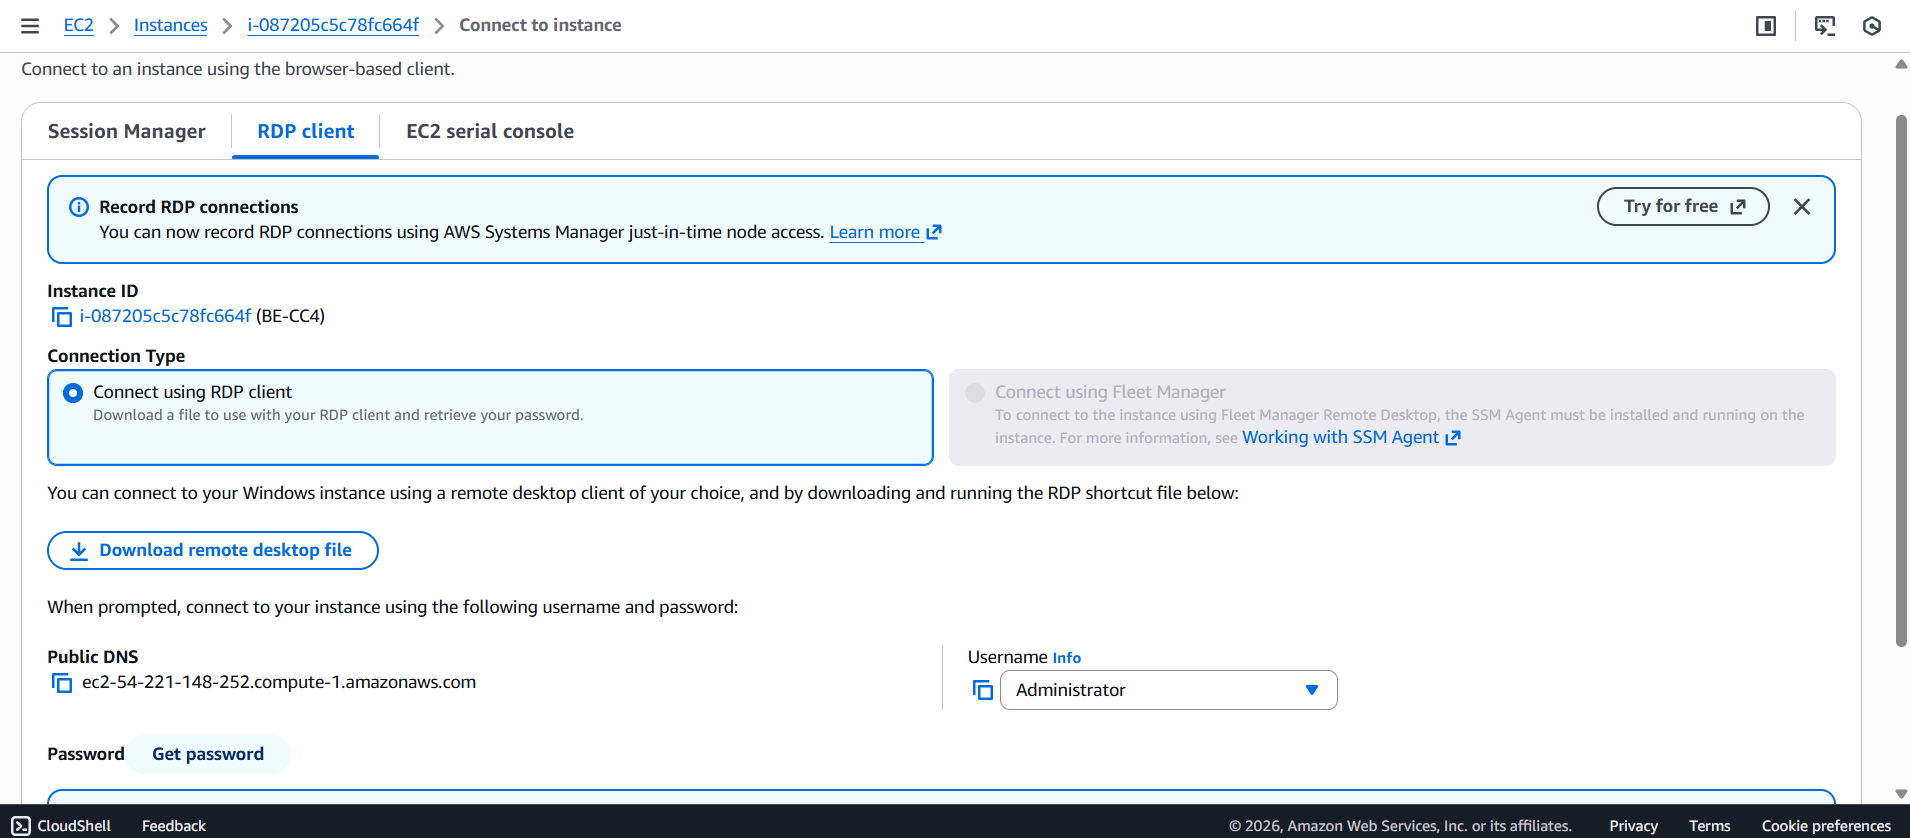 EC2 Instances i-087205c5c78fc664f Connect to instance
Connect to an instance using the browser-based client.
Session Manager RDP client EC2 serial console
Record RDP connections
You can now record RDP connections using AWS Systems Manager just-in-time node access. Learn more
Try for free
Instance ID
i-087205c5c78fc664f (BE-CC4)
Connection Type
Connect using RDP client
Download a file to use with your RDP client and retrieve your password.
Connect using Fleet Manager
To connect to the instance using Fleet Manager Remote Desktop, the SSM Agent must be installed and running on the
instance. For more information, see Working with SSM Agent
You can connect to your Windows instance using a remote desktop client of your choice, and by downloading and running the RDP shortcut file below:
Download remote desktop file
When prompted, connect to your instance using the following username and password:
Public DNS
ec2-54-221-148-252.compute-1.amazonaws.com
Username Info
Administrator
Password Get password
CloudShell Feedback © 2026, Amazon Web Services, Inc. or its affiliates. Privacy Terms Cookie preferences